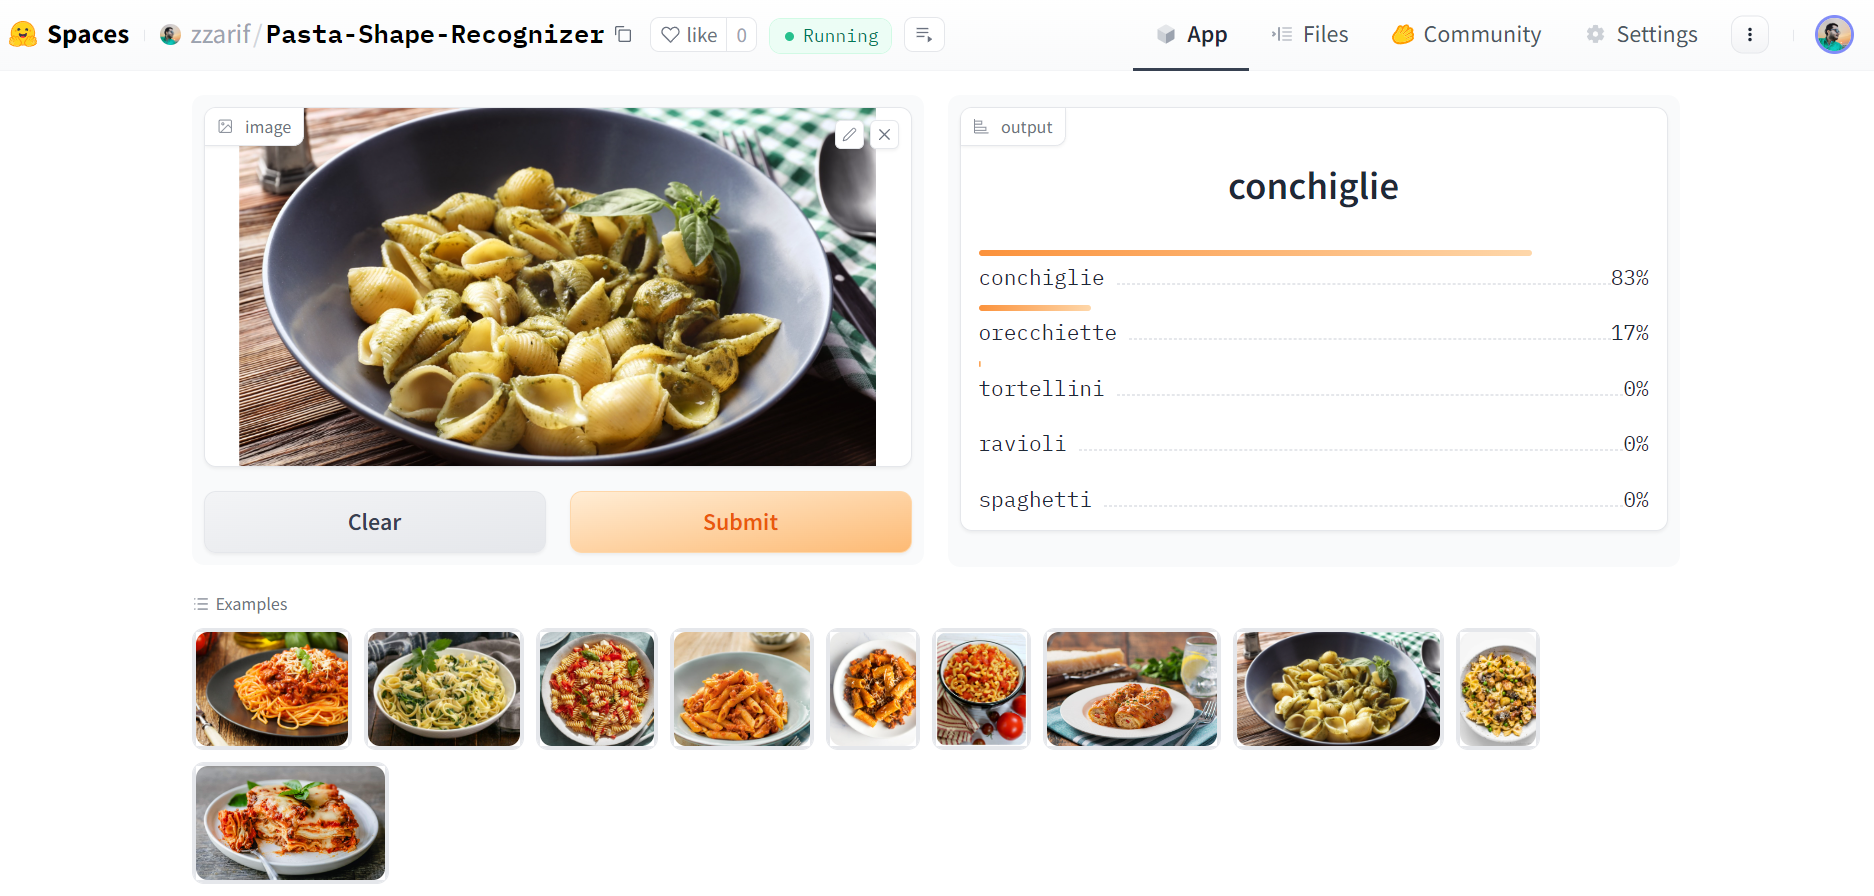 Spaces zzarif/Pasta-Shape-Recognizer like 0 Running App Files Community Settings
image
output
conchiglie
conchiglie 83%
orecchiette 17%
tortellini 0%
ravioli 0%
spaghetti 0%
Clear Submit
Examples